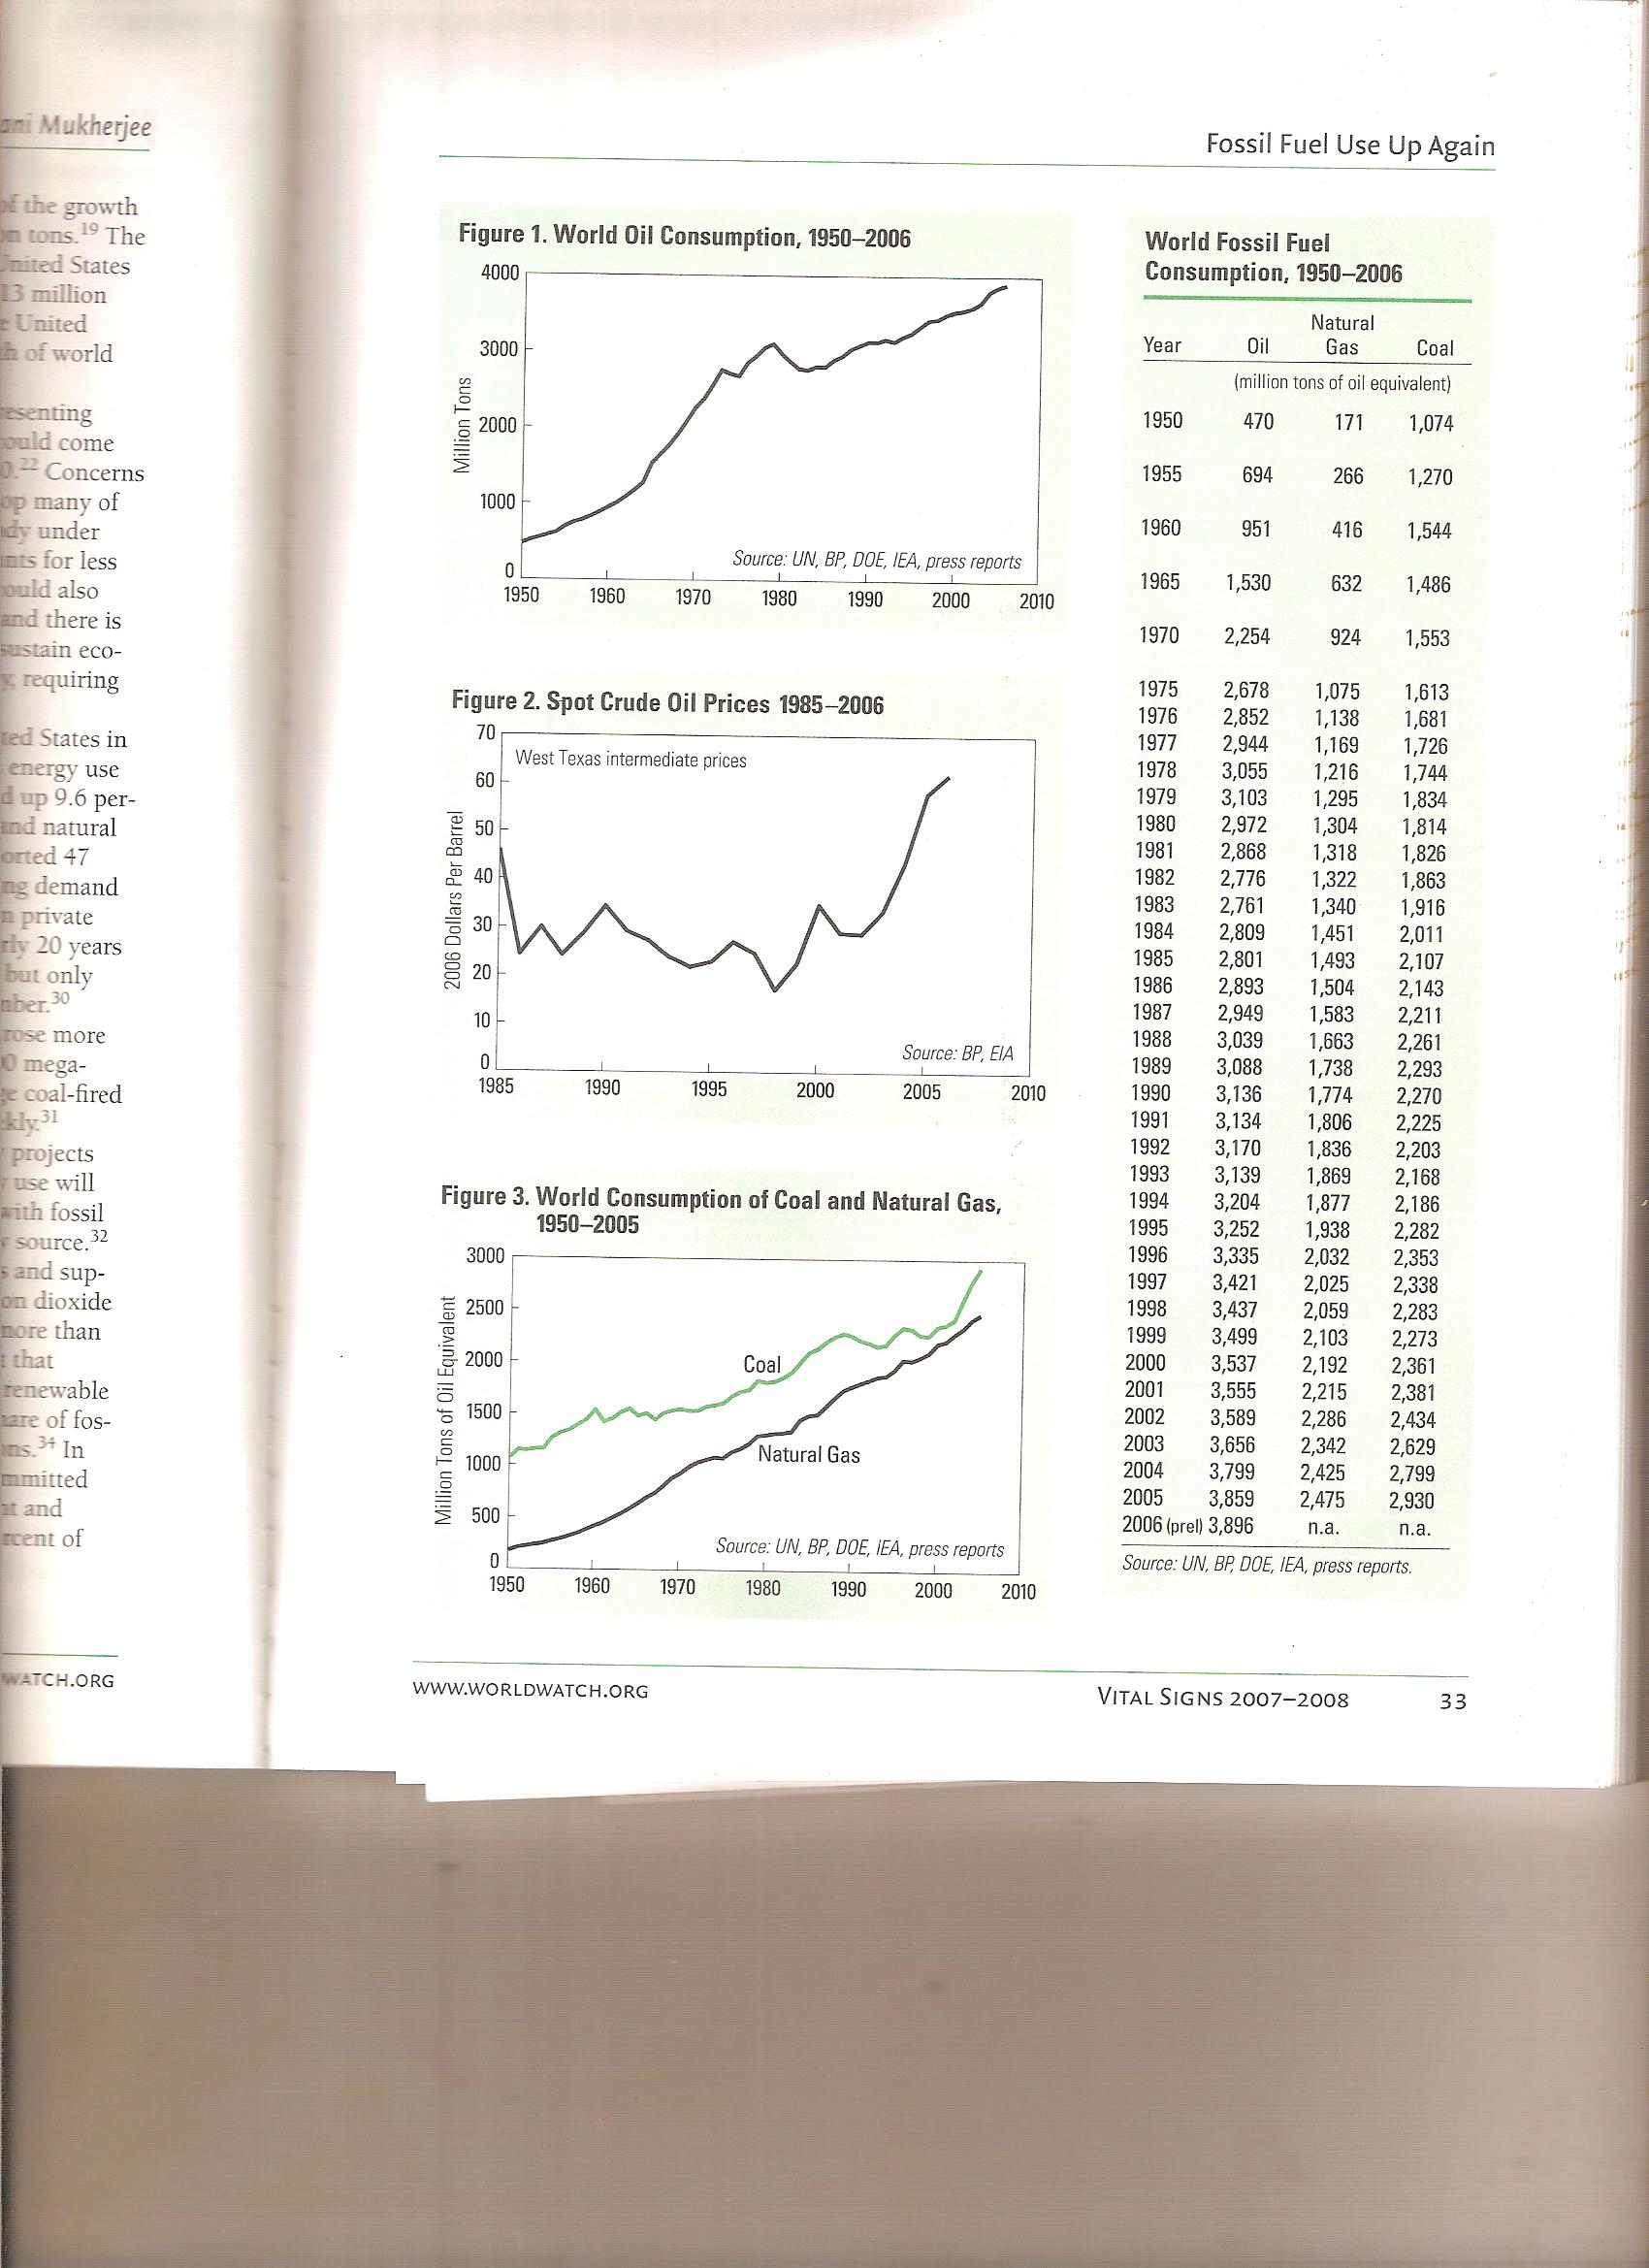 Mukherjee
of the growth
tons.19 The
United States
13 million
United
of world
resenting
could come
22 Concerns
many of
under
for less
could also
and there is
sustain eco-
requiring
States in
energy use
up 9.6 per-
and natural
47
demand
private
20 years
but only
30
rose more
mega-
coal-fired
31
projects
use will
with fossil
source.32
and sup-
dioxide
more than
that
renewable
of fos-
34 In
and
of
WATCH.ORG
Fossil Fuel Use Up Again
Figure 1. World Oil Consumption, 1950–2006
4000
3000
2000
1000
0
Million Tons
Source: UN, BP, DOE, IEA, press reports
1950 1960 1970 1980 1990 2000 2010
Figure 2. Spot Crude Oil Prices 1985–2006
70
West Texas intermediate prices
60
50
40
30
20
10
0
2006 Dollars Per Barrel
Source: BP, EIA
1985 1990 1995 2000 2005 2010
Figure 3. World Consumption of Coal and Natural Gas,
1950–2005
3000
2500
2000
1500
1000
500
0
Million Tons of Oil Equivalent
Coal
Natural Gas
Source: UN, BP, DOE, IEA, press reports
1950 1960 1970 1980 1990 2000 2010
World Fossil Fuel
Consumption, 1950–2006
Natural
Year Oil Gas Coal
(million tons of oil equivalent)
1950 470 171 1,074
1955 694 266 1,270
1960 951 416 1,544
1965 1,530 632 1,486
1970 2,254 924 1,553
1975 2,678 1,075 1,613
1976 2,852 1,138 1,681
1977 2,944 1,169 1,726
1978 3,055 1,216 1,744
1979 3,103 1,295 1,834
1980 2,972 1,304 1,814
1981 2,868 1,318 1,826
1982 2,776 1,322 1,863
1983 2,761 1,340 1,916
1984 2,809 1,451 2,011
1985 2,801 1,493 2,107
1986 2,893 1,504 2,143
1987 2,949 1,583 2,211
1988 3,039 1,663 2,261
1989 3,088 1,738 2,293
1990 3,136 1,774 2,270
1991 3,134 1,806 2,225
1992 3,170 1,836 2,203
1993 3,139 1,869 2,168
1994 3,204 1,877 2,186
1995 3,252 1,938 2,282
1996 3,335 2,032 2,353
1997 3,421 2,025 2,338
1998 3,437 2,059 2,283
1999 3,499 2,103 2,273
2000 3,537 2,192 2,361
2001 3,555 2,215 2,381
2002 3,589 2,286 2,434
2003 3,656 2,342 2,629
2004 3,799 2,425 2,799
2005 3,859 2,475 2,930
2006 (prel) 3,896 n.a. n.a.
Source: UN, BP, DOE, IEA, press reports.
WWW.WORLDWATCH.ORG
VITAL SIGNS 2007–2008 33